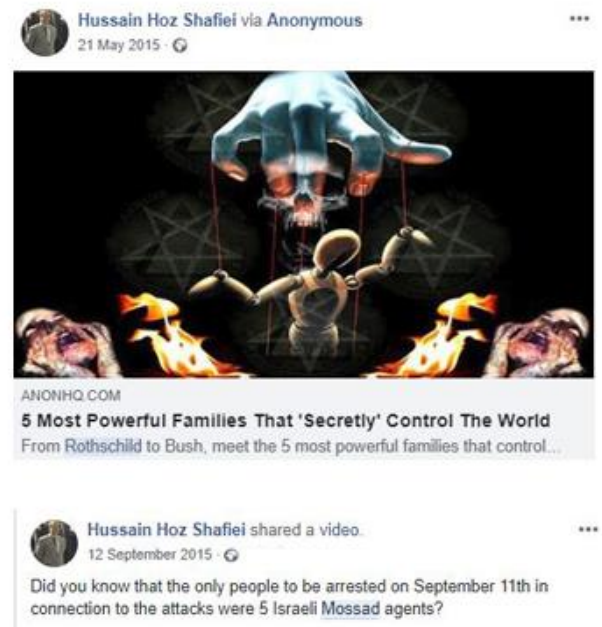 Hussain Hoz Shafiei via Anonymous
21 May 2015
ANONHQ.COM
5 Most Powerful Families That 'Secretly' Control The World
From Rothschild to Bush, meet the 5 most powerful families that control...
Hussain Hoz Shafiei shared a video.
12 September 2015
Did you know that the only people to be arrested on September 11th in
connection to the attacks were 5 Israeli Mossad agents?